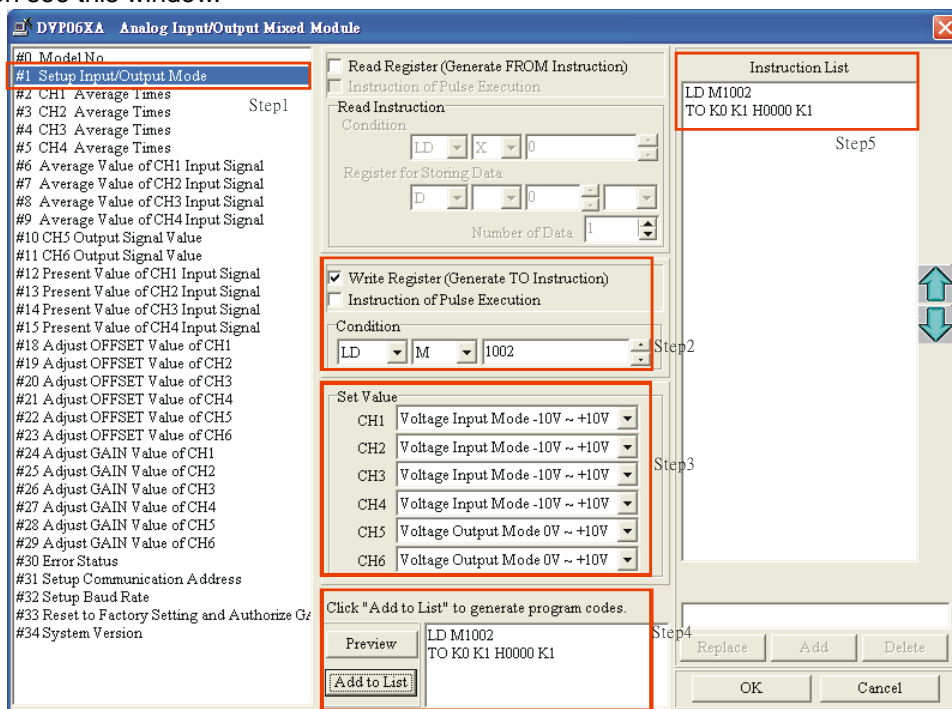 n see this window.
DVP06XA Analog Input/Output Mixed Module
#0 Model No
#1 Setup Input/Output Mode
#2 CH1 Average Times
#3 CH2 Average Times
#4 CH3 Average Times
#5 CH4 Average Times
#6 Average Value of CH1 Input Signal
#7 Average Value of CH2 Input Signal
#8 Average Value of CH3 Input Signal
#9 Average Value of CH4 Input Signal
#10 CH5 Output Signal Value
#11 CH6 Output Signal Value
#12 Present Value of CH1 Input Signal
#13 Present Value of CH2 Input Signal
#14 Present Value of CH3 Input Signal
#15 Present Value of CH4 Input Signal
#18 Adjust OFFSET Value of CH1
#19 Adjust OFFSET Value of CH2
#20 Adjust OFFSET Value of CH3
#21 Adjust OFFSET Value of CH4
#22 Adjust OFFSET Value of CH5
#23 Adjust OFFSET Value of CH6
#24 Adjust GAIN Value of CH1
#25 Adjust GAIN Value of CH2
#26 Adjust GAIN Value of CH3
#27 Adjust GAIN Value of CH4
#28 Adjust GAIN Value of CH5
#29 Adjust GAIN Value of CH6
#30 Error Status
#31 Setup Communication Address
#32 Setup Baud Rate
#33 Reset to Factory Setting and Authorize GA
#34 System Version
Step1
Read Register (Generate FROM Instruction)
Instruction of Pulse Execution
Read Instruction
Condition
LD X 0
Register for Storing Data
D 0
Number of Data 1
Write Register (Generate TO Instruction)
Instruction of Pulse Execution
Condition
LD M 1002
Step2
Set Value
CH1 Voltage Input Mode -10V ~ +10V
CH2 Voltage Input Mode -10V ~ +10V
CH3 Voltage Input Mode -10V ~ +10V
CH4 Voltage Input Mode -10V ~ +10V
CH5 Voltage Output Mode 0V ~ +10V
CH6 Voltage Output Mode 0V ~ +10V
Step3
Click "Add to List" to generate program codes.
Preview
Add to List
LD M1002
TO K0 K1 H0000 K1
Step4
Instruction List
LD M1002
TO K0 K1 H0000 K1
Step5
Replace Add Delete
OK Cancel